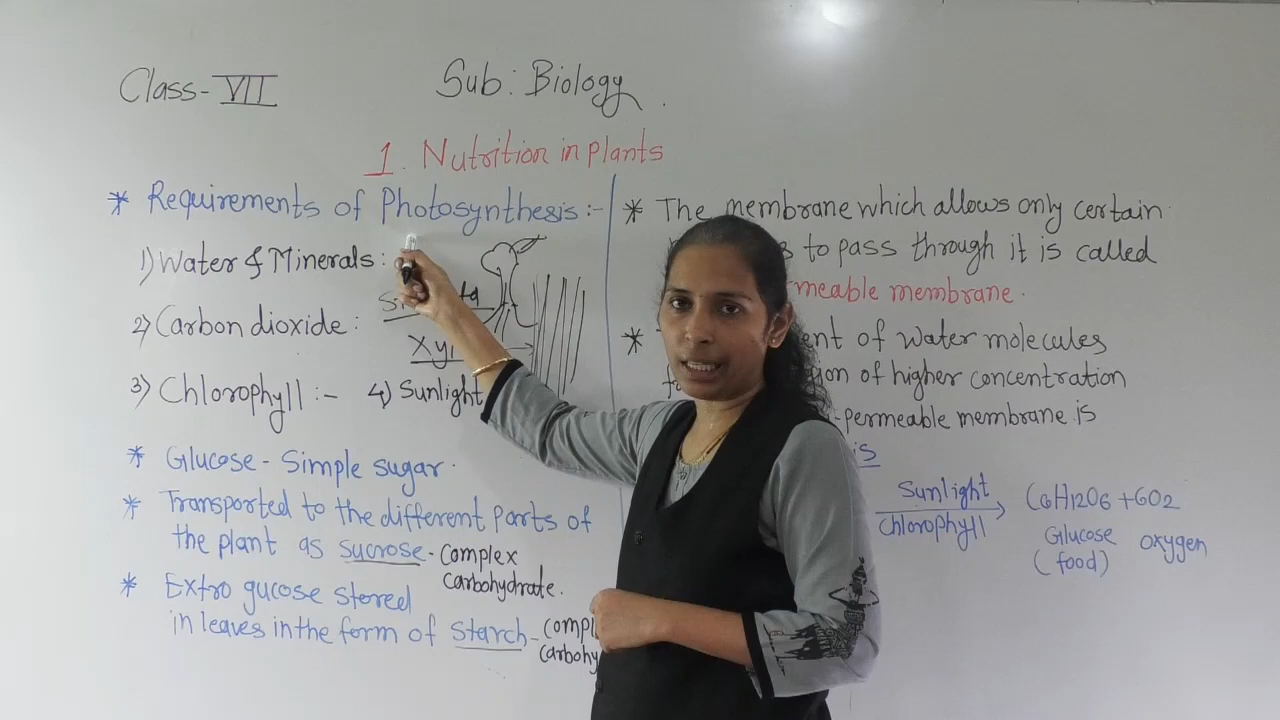 Class- VII
Sub: Biology.
1. Nutrition in plants
* Requirements of Photosynthesis :-
1) Water & Minerals :
2) Carbon dioxide :
3) Chlorophyll :- 4) Sunlight
* Glucose - Simple sugar.
* Transported to the different parts of
the plant as sucrose - complex
carbohydrate.
* Extro gucose stored
in leaves in the form of starch - compl
carbohy
* The membrane which allows only certain
to pass through it is called
meable membrane.
* ent of water molecules
ion of higher concentration
-permeable membrane is
is
Sunlight
Chlorophyll
C6H12O6 + 6O2
Glucose oxygen
(food)